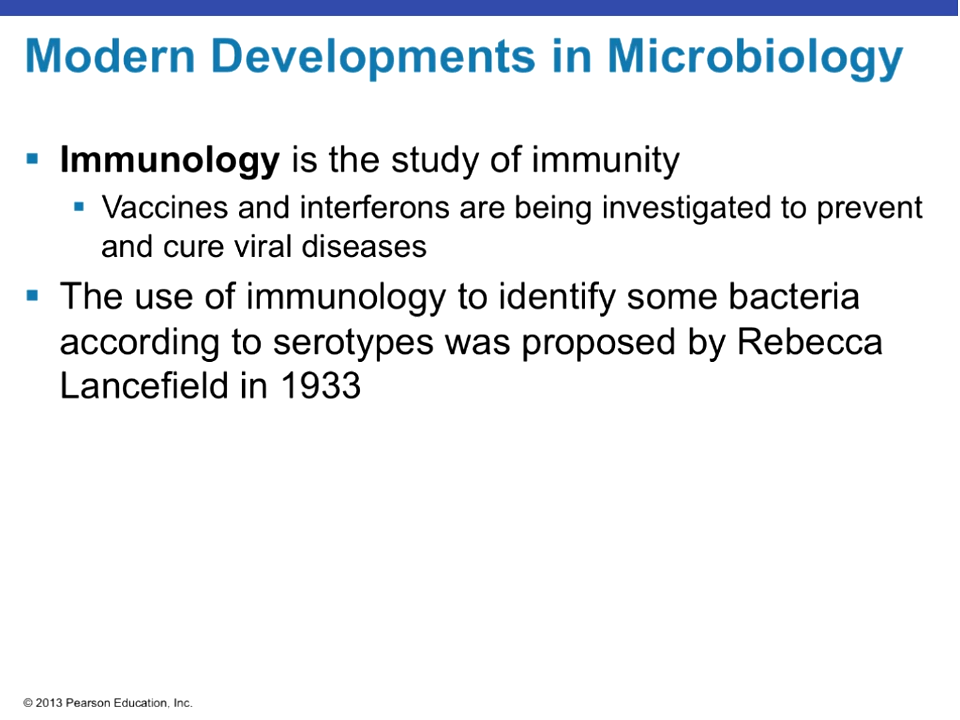 Modern Developments in Microbiology
▪ Immunology is the study of immunity
▪ Vaccines and interferons are being investigated to prevent
and cure viral diseases
▪ The use of immunology to identify some bacteria
according to serotypes was proposed by Rebecca
Lancefield in 1933
© 2013 Pearson Education, Inc.